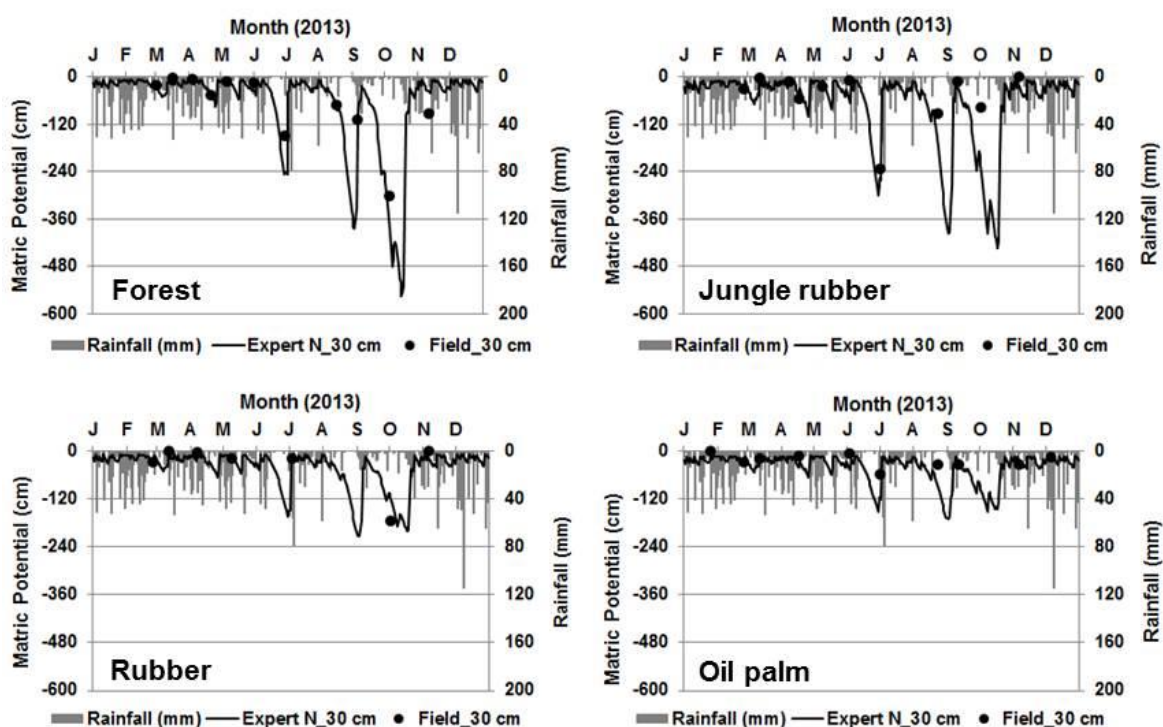 Month (2013)
J F M A M J J A S O N D
0 0
-120 40
-240 80
-360 120
-480 160
-600 200
Matric Potential (cm)
Rainfall (mm)
Forest
Rainfall (mm) Expert N_30 cm Field_30 cm
Month (2013)
J F M A M J J A S O N D
0 0
-120 40
-240 80
-360 120
-480 160
-600 200
Matric Potential (cm)
Rainfall (mm)
Jungle rubber
Rainfall (mm) Expert N_30 cm Field_30 cm
Month (2013)
J F M A M J J A S O N D
0 0
-120 40
-240 80
-360 120
-480 160
-600 200
Matric Potential (cm)
Rainfall (mm)
Rubber
Rainfall (mm) Expert N_30 cm Field_30 cm
Month (2013)
J F M A M J J A S O N D
0 0
-120 40
-240 80
-360 120
-480 160
-600 200
Matric Potential (cm)
Rainfall (mm)
Oil palm
Rainfall (mm) Expert N_30 cm Field_30 cm